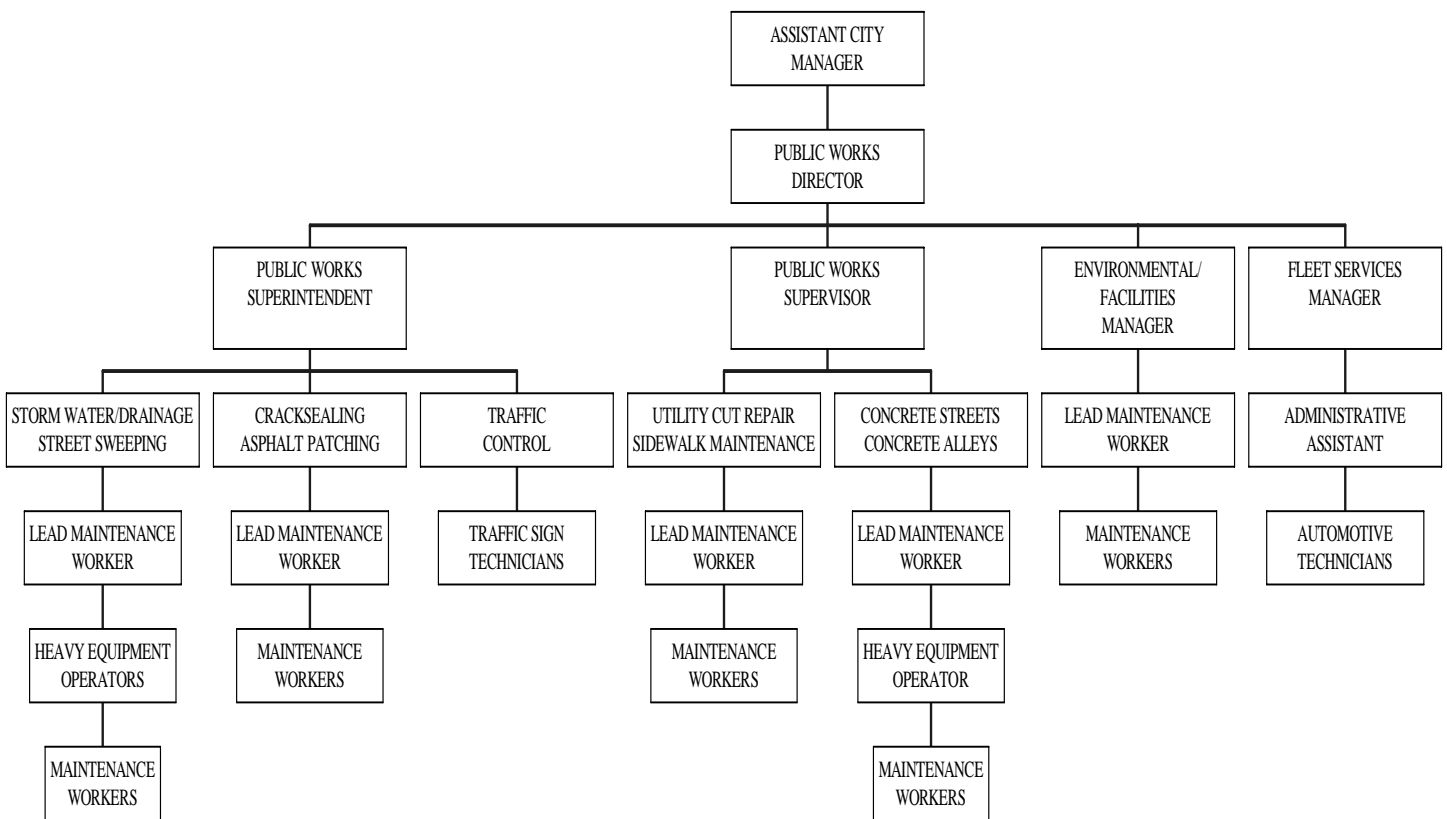 ASSISTANT CITY
MANAGER
PUBLIC WORKS
DIRECTOR
PUBLIC WORKS
SUPERINTENDENT
PUBLIC WORKS
SUPERVISOR
ENVIRONMENTAL/
FACILITIES
MANAGER
FLEET SERVICES
MANAGER
STORM WATER/DRAINAGE
STREET SWEEPING
CRACKSEALING
ASPHALT PATCHING
TRAFFIC
CONTROL
UTILITY CUT REPAIR
SIDEWALK MAINTENANCE
CONCRETE STREETS
CONCRETE ALLEYS
LEAD MAINTENANCE
WORKER
ADMINISTRATIVE
ASSISTANT
LEAD MAINTENANCE
WORKER
LEAD MAINTENANCE
WORKER
TRAFFIC SIGN
TECHNICIANS
LEAD MAINTENANCE
WORKER
LEAD MAINTENANCE
WORKER
MAINTENANCE
WORKERS
AUTOMOTIVE
TECHNICIANS
HEAVY EQUIPMENT
OPERATORS
MAINTENANCE
WORKERS
MAINTENANCE
WORKERS
HEAVY EQUIPMENT
OPERATOR
MAINTENANCE
WORKERS
MAINTENANCE
WORKERS